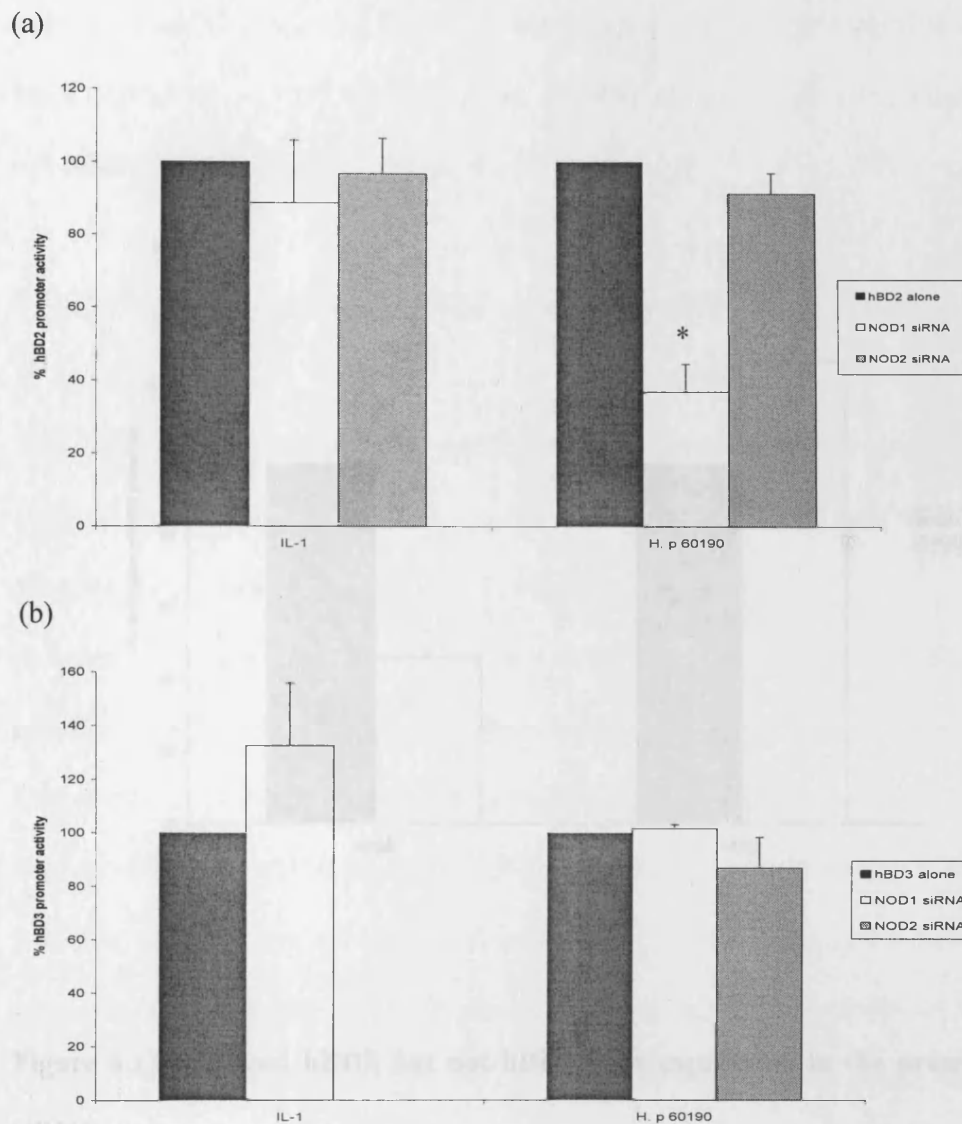 (a)
120
100
80
60
40
20
0
% hBD2 promoter activity
*
IL-1
H. p 60190
hBD2 alone
NOD1 siRNA
NOD2 siRNA
(b)
160
140
120
100
80
60
40
20
0
% hBD3 promoter activity
IL-1
H. p 60190
hBD3 alone
NOD1 siRNA
NOD2 siRNA